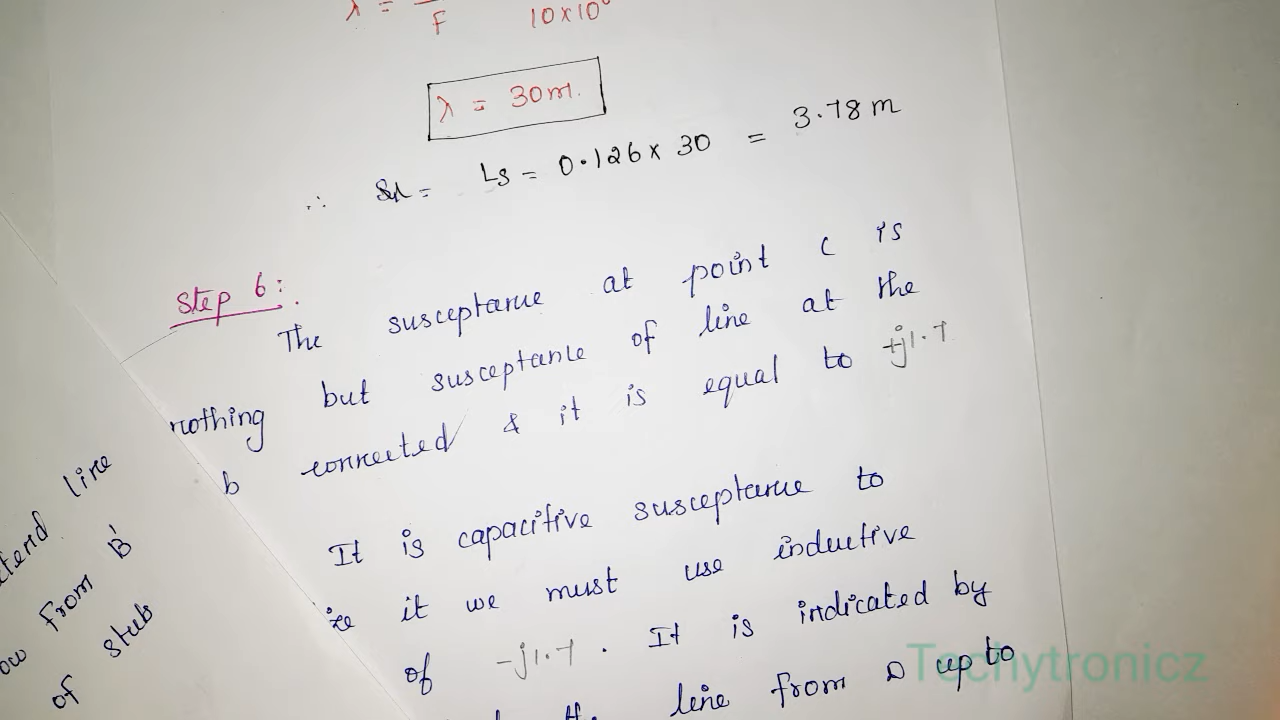 λ =
F 10×10⁶
λ = 30m.
∴ Ls = 0.126 × 30 = 3.78 m
Step 6:
The susceptance at point C is
nothing but susceptance of line at the
b connected & it is equal to +j1.7
It is capacitive susceptance to
it we must use inductive
of -j1.7. It is indicated by
line from D up to
line
from B'
of stub
Techytronicz